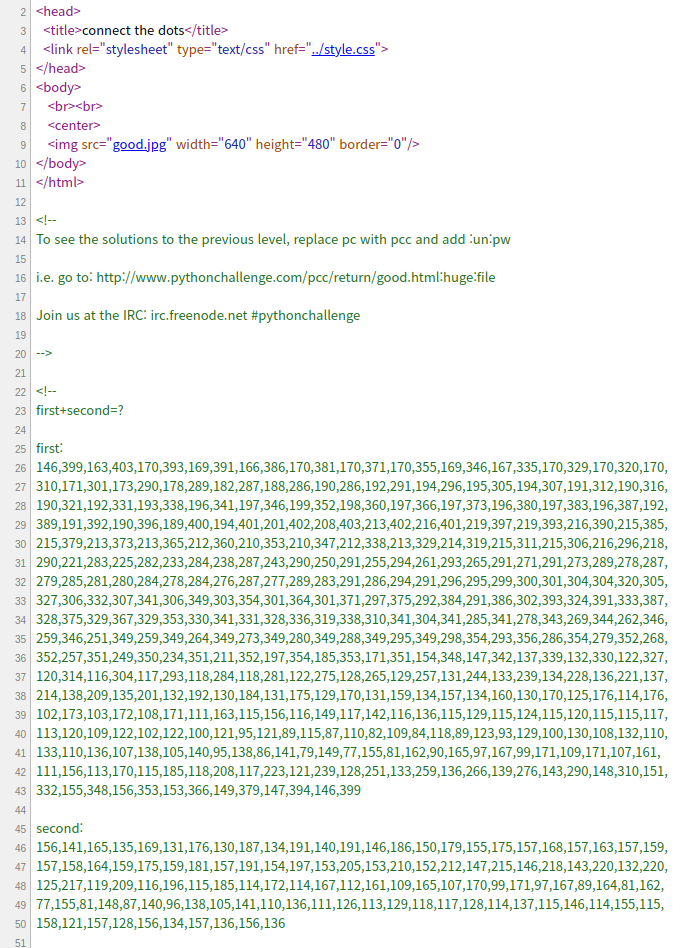 2 <head>
3 <title>connect the dots</title>
4 <link rel="stylesheet" type="text/css" href="../style.css">
5 </head>
6 <body>
7 <br><br>
8 <center>
9 <img src="good.jpg" width="640" height="480" border="0"/>
10 </body>
11 </html>
12
13 <!--
14 To see the solutions to the previous level, replace pc with pcc and add :un:pw
15
16 i.e. go to: http://www.pythonchallenge.com/pcc/return/good.html:huge:file
17
18 Join us at the IRC: irc.freenode.net #pythonchallenge
19
20 -->
21
22 <!--
23 first+second=?
24
25 first:
26 146,399,163,403,170,393,169,391,166,386,170,381,170,371,170,355,169,346,167,335,170,329,170,320,170,
27 310,171,301,173,290,178,289,182,287,188,286,190,286,192,291,194,296,195,305,194,307,191,312,190,316,
28 190,321,192,331,193,338,196,341,197,346,199,352,198,360,197,366,197,373,196,380,197,383,196,387,192,
29 389,191,392,190,396,189,400,194,401,201,402,208,403,213,402,216,401,219,397,219,393,216,390,215,385,
30 215,379,213,373,213,365,212,360,210,353,210,347,212,338,213,329,214,319,215,311,215,306,216,296,218,
31 290,221,283,225,282,233,284,238,287,243,290,250,291,255,294,261,293,265,291,271,291,273,289,278,287,
32 279,285,281,280,284,278,284,276,287,277,289,283,291,286,294,291,296,295,299,300,301,304,304,320,305,
33 327,306,332,307,341,306,349,303,354,301,364,301,371,297,375,292,384,291,386,302,393,324,391,333,387,
34 328,375,329,367,329,353,330,341,331,328,336,319,338,310,341,304,341,285,341,278,343,269,344,262,346,
35 259,346,251,349,259,349,264,349,273,349,280,349,288,349,295,349,298,354,293,356,286,354,279,352,268,
36 352,257,351,249,350,234,351,211,352,197,354,185,353,171,351,154,348,147,342,137,339,132,330,122,327,
37 120,314,116,304,117,293,118,284,118,281,122,275,128,265,129,257,131,244,133,239,134,228,136,221,137,
38 214,138,209,135,201,132,192,130,184,131,175,129,170,131,159,134,157,134,160,130,170,125,176,114,176,
39 102,173,103,172,108,171,111,163,115,156,116,149,117,142,116,136,115,129,115,124,115,120,115,115,117,
40 113,120,109,122,102,122,100,121,95,121,89,115,87,110,82,109,84,118,89,123,93,129,100,130,108,132,110,
41 133,110,136,107,138,105,140,95,138,86,141,79,149,77,155,81,162,90,165,97,167,99,171,109,171,107,161,
42 111,156,113,170,115,185,118,208,117,223,121,239,128,251,133,259,136,266,139,276,143,290,148,310,151,
43 332,155,348,156,353,153,366,149,379,147,394,146,399
44
45 second:
46 156,141,165,135,169,131,176,130,187,134,191,140,191,146,186,150,179,155,175,157,168,157,163,157,159,
47 157,158,164,159,175,159,181,157,191,154,197,153,205,153,210,152,212,147,215,146,218,143,220,132,220,
48 125,217,119,209,116,196,115,185,114,172,114,167,112,161,109,165,107,170,99,171,97,167,89,164,81,162,
49 77,155,81,148,87,140,96,138,105,141,110,136,111,126,113,129,118,117,128,114,137,115,146,114,155,115,
50 158,121,157,128,156,134,157,136,156,136
51